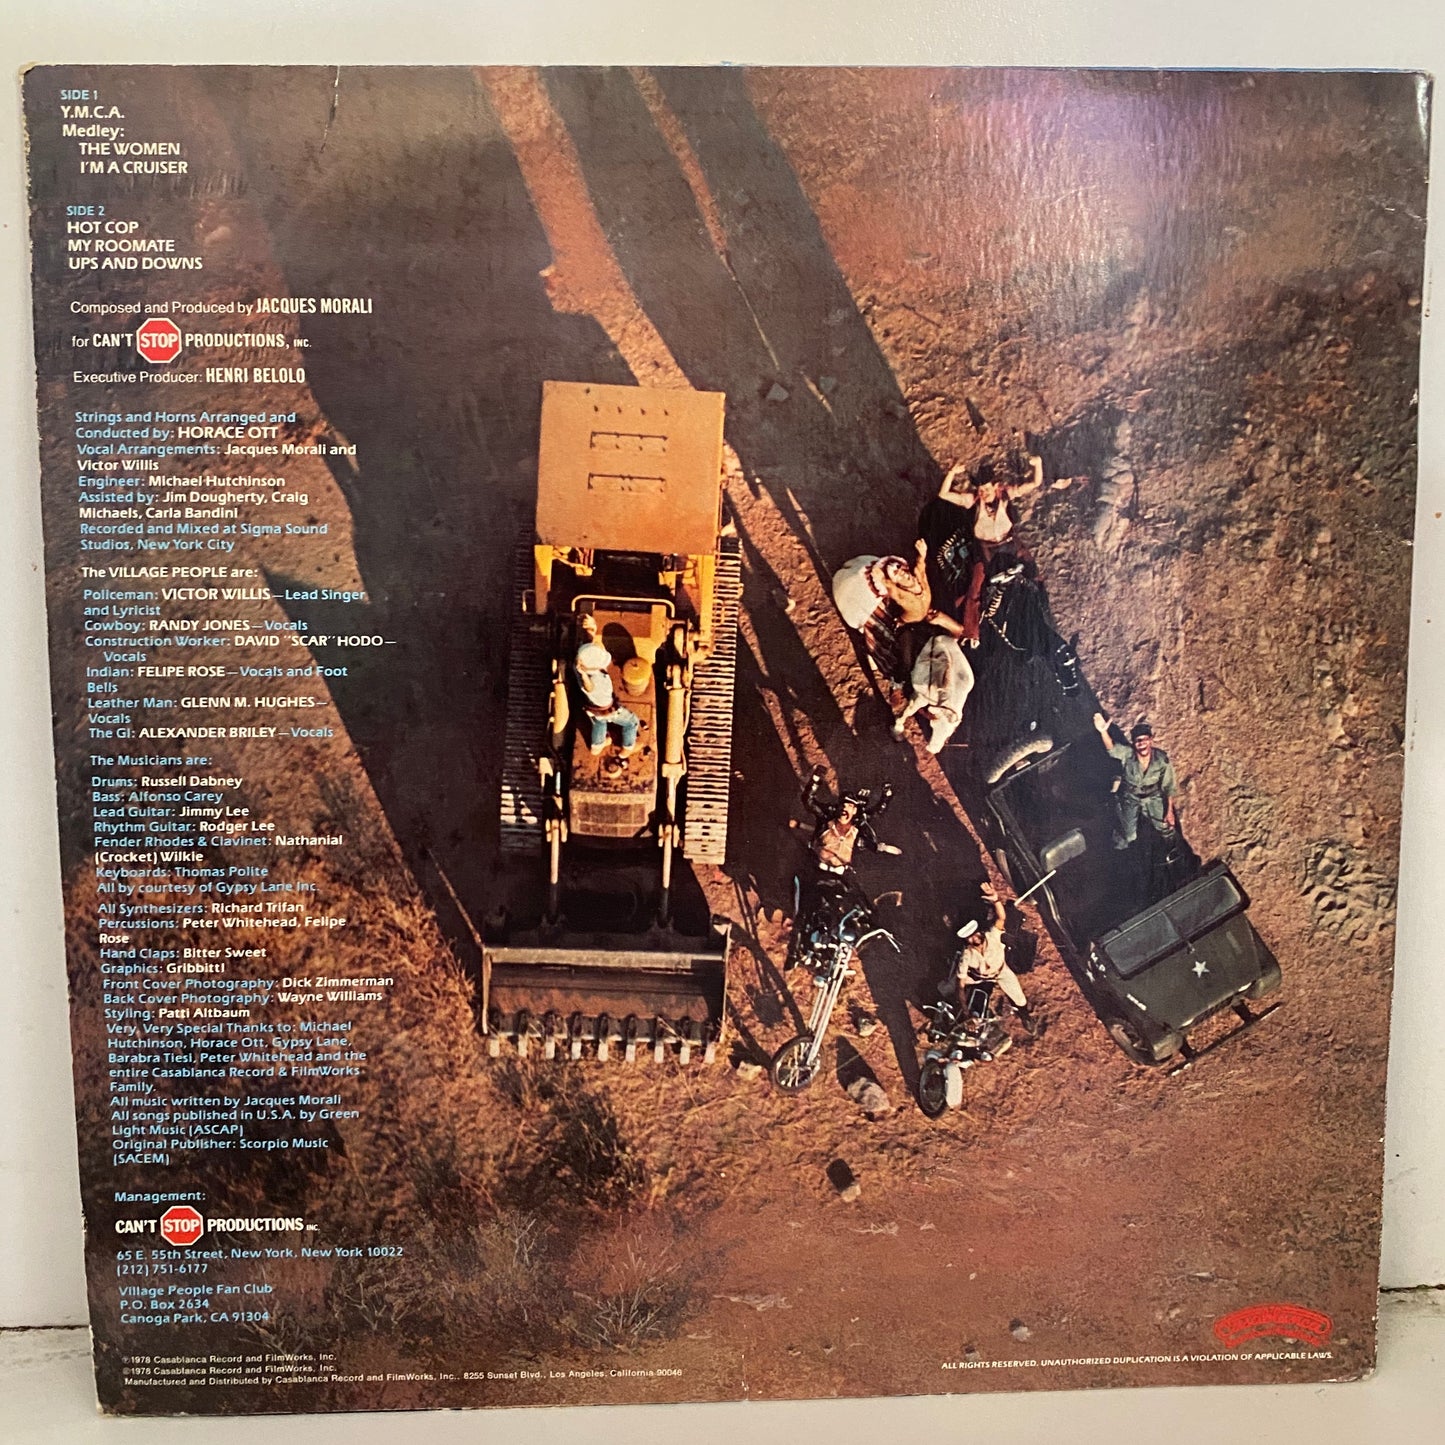 SIDE 1
Y.M.C.A.
Medley:
THE WOMEN
I'M A CRUISER
SIDE 2
HOT COP
MY ROOMATE
UPS AND DOWNS
Composed and Produced by JACQUES MORALI
for CAN'T STOP PRODUCTIONS, INC.
Executive Producer: HENRI BELOLO
Strings and Horns Arranged and
Conducted by: HORACE OTT
Vocal Arrangements: Jacques Morali and
Victor Willis
Engineer: Michael Hutchinson
Assisted by: Jim Dougherty, Craig
Michaels, Carla Bandini
Recorded and Mixed at Sigma Sound
Studios, New York City
The VILLAGE PEOPLE are:
Policeman: VICTOR WILLIS—Lead Singer
and Lyricist
Cowboy: RANDY JONES—Vocals
Construction Worker: DAVID "SCAR" HODO—
Vocals
Indian: FELIPE ROSE—Vocals and Foot
Bells
Leather Man: GLENN M. HUGHES—
Vocals
The GI: ALEXANDER BRILEY—Vocals
The Musicians are:
Drums: Russell Dabney
Bass: Alfonso Carey
Lead Guitar: Jimmy Lee
Rhythm Guitar: Rodger Lee
Fender Rhodes & Clavinet: Nathanial
(Crocket) Wilkie
Keyboards: Thomas Polite
All by courtesy of Gypsy Lane Inc.
All Synthesizers: Richard Trifan
Percussions: Peter Whitehead, Felipe
Rose
Hand Claps: Bitter Sweet
Graphics: Gribbitt!
Front Cover Photography: Dick Zimmerman
Back Cover Photography: Wayne Williams
Styling: Patti Altbaum
Very, Very Special Thanks to: Michael
Hutchinson, Horace Ott, Gypsy Lane,
Barabra Tiesi, Peter Whitehead and the
entire Casablanca Record & FilmWorks
Family.
All music written by Jacques Morali
All songs published in U.S.A. by Green
Light Music (ASCAP)
Original Publisher: Scorpio Music
(SACEM)
Management:
CAN'T STOP PRODUCTIONS INC.
65 E. 55th Street, New York, New York 10022
(212) 751-6177
Village People Fan Club
P.O. Box 2634
Canoga Park, CA 91304
℗1978 Casablanca Record and FilmWorks, Inc.
©1978 Casablanca Record and FilmWorks, Inc.
Manufactured and Distributed by Casablanca Record and FilmWorks, Inc., 8255 Sunset Blvd., Los Angeles, California 90046
Casablanca
ALL RIGHTS RESERVED. UNAUTHORIZED DUPLICATION IS A VIOLATION OF APPLICABLE LAWS.